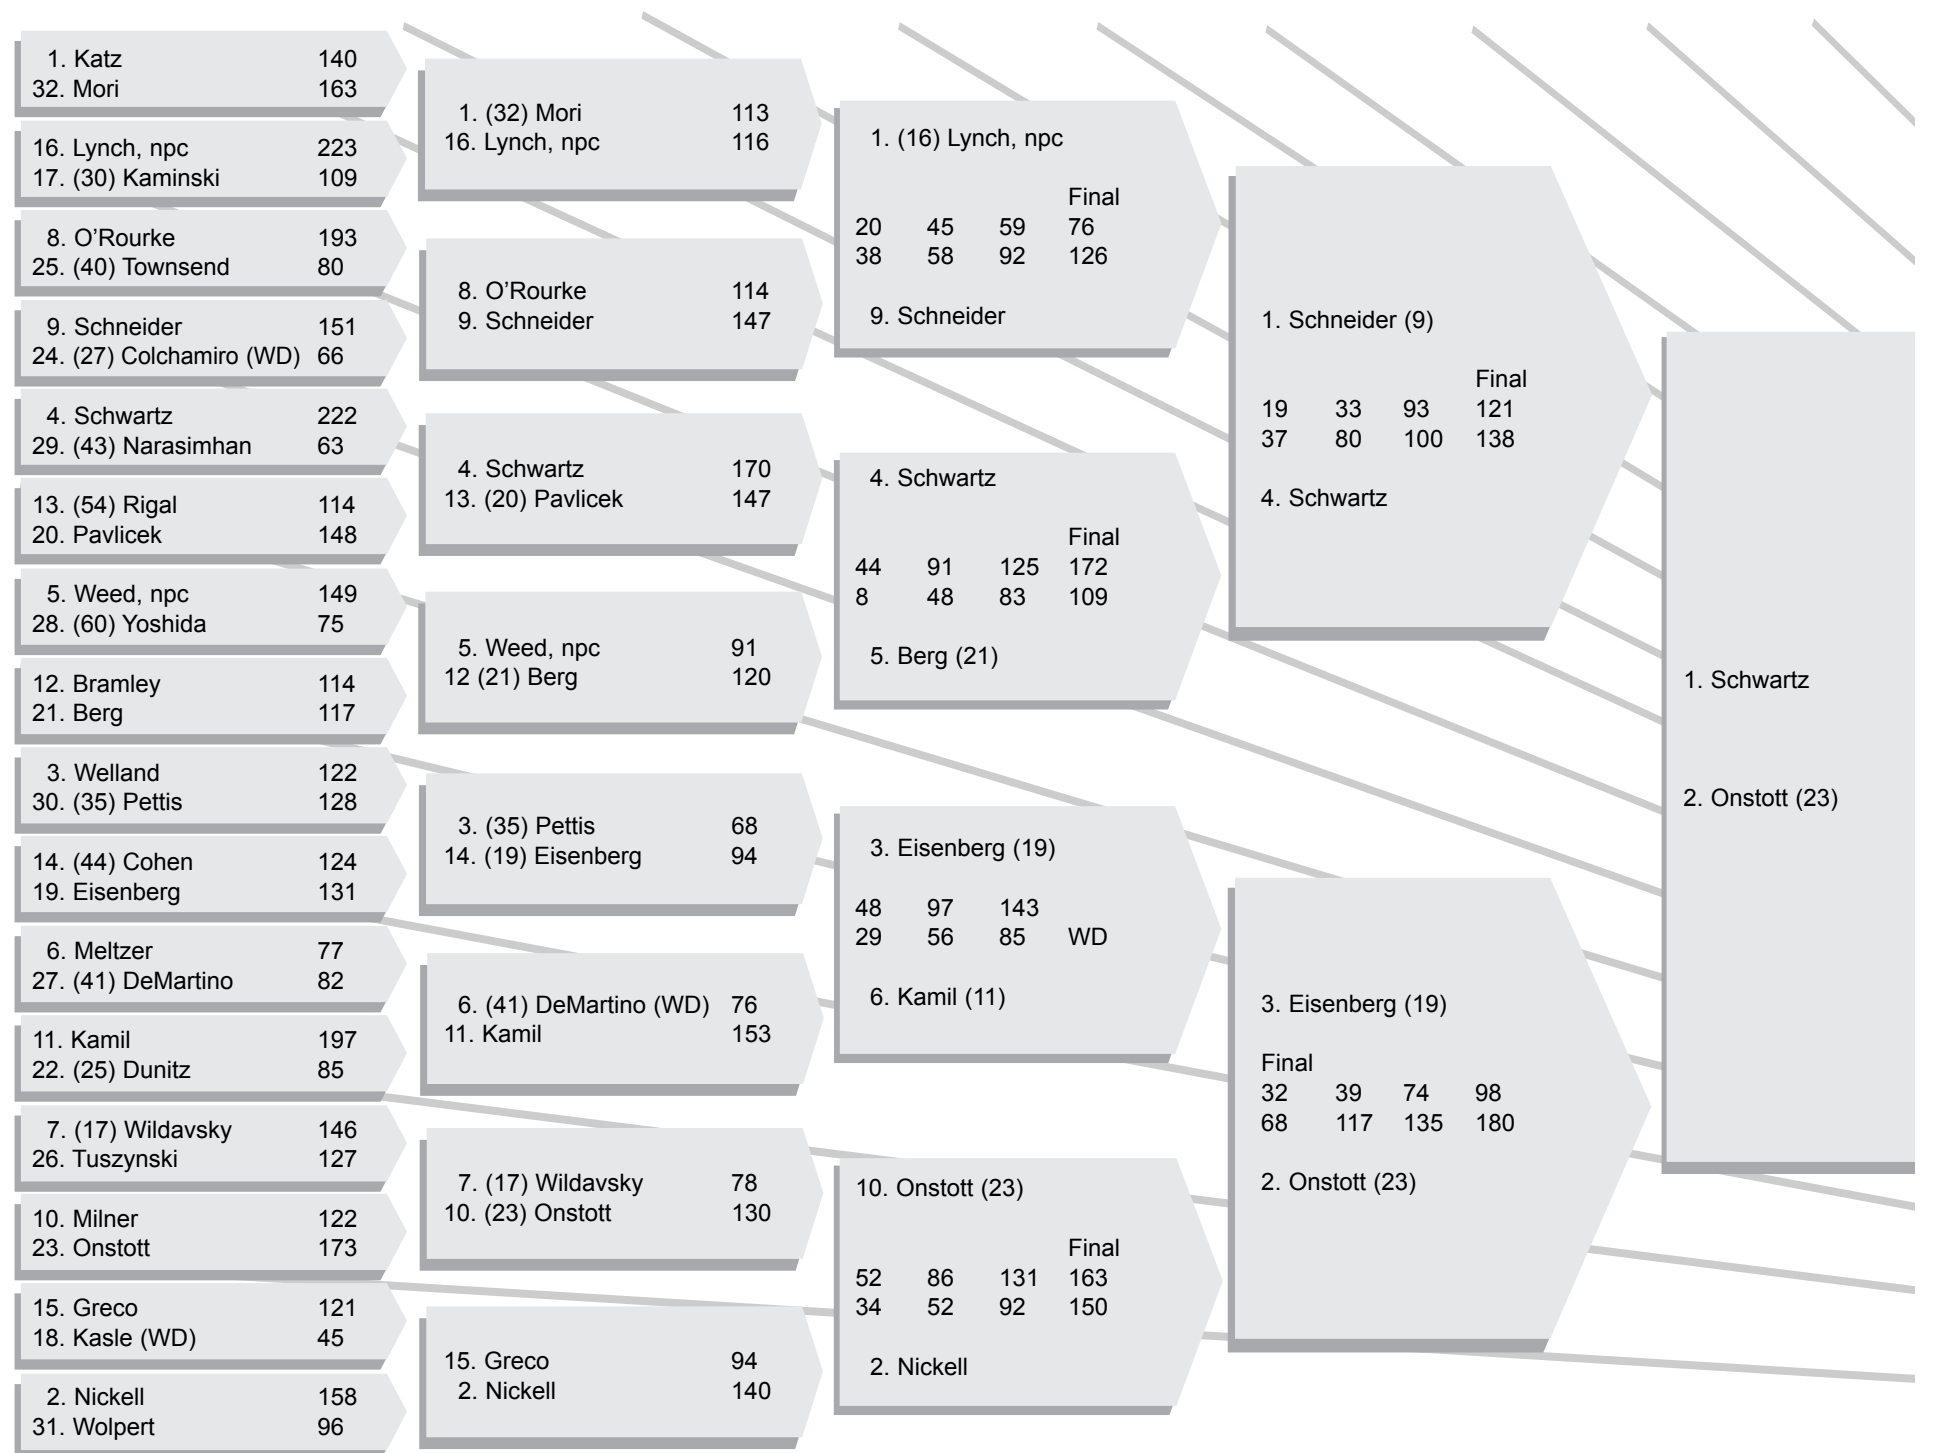 1. Katz 140
32. Mori 163
16. Lynch, npc 223
17. (30) Kaminski 109
8. O'Rourke 193
25. (40) Townsend 80
9. Schneider 151
24. (27) Colchamiro (WD) 66
4. Schwartz 222
29. (43) Narasimhan 63
13. (54) Rigal 114
20. Pavlicek 148
5. Weed, npc 149
28. (60) Yoshida 75
12. Bramley 114
21. Berg 117
3. Welland 122
30. (35) Pettis 128
14. (44) Cohen 124
19. Eisenberg 131
6. Meltzer 77
27. (41) DeMartino 82
11. Kamil 197
22. (25) Dunitz 85
7. (17) Wildavsky 146
26. Tuszynski 127
10. Milner 122
23. Onstott 173
15. Greco 121
18. Kasle (WD) 45
2. Nickell 158
31. Wolpert 96
1. (32) Mori 113
16. Lynch, npc 116
8. O'Rourke 114
9. Schneider 147
4. Schwartz 170
13. (20) Pavlicek 147
5. Weed, npc 91
12 (21) Berg 120
3. (35) Pettis 68
14. (19) Eisenberg 94
6. (41) DeMartino (WD) 76
11. Kamil 153
7. (17) Wildavsky 78
10. (23) Onstott 130
15. Greco 94
2. Nickell 140
1. (16) Lynch, npc
Final
20 45 59 76
38 58 92 126
9. Schneider
4. Schwartz
Final
44 91 125 172
8 48 83 109
5. Berg (21)
3. Eisenberg (19)
48 97 143
29 56 85 WD
6. Kamil (11)
10. Onstott (23)
Final
52 86 131 163
34 52 92 150
2. Nickell
1. Schneider (9)
Final
19 33 93 121
37 80 100 138
4. Schwartz
3. Eisenberg (19)
Final
32 39 74 98
68 117 135 180
2. Onstott (23)
1. Schwartz
2. Onstott (23)